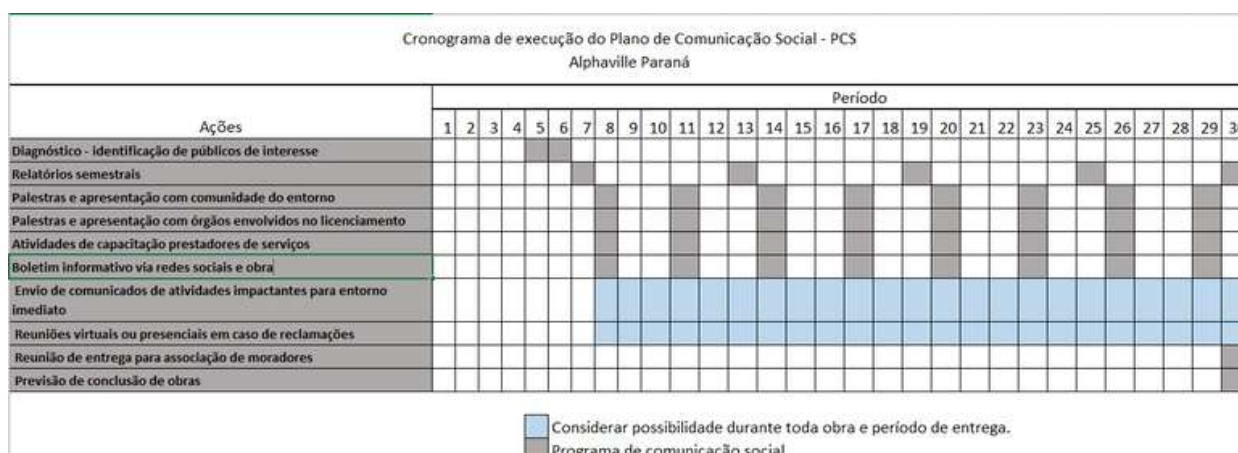 Cronograma de execução do Plano de Comunicação Social - PCS
Alphaville Paraná
Período
Ações
1 2 3 4 5 6 7 8 9 10 11 12 13 14 15 16 17 18 19 20 21 22 23 24 25 26 27 28 29
Diagnóstico - identificação de públicos de interesse
Relatórios semestrais
Palestras e apresentação com comunidade do entorno
Palestras e apresentação com órgãos envolvidos no licenciamento
Atividades de capacitação prestadores de serviços
Boletim informativo via redes sociais e obra
Envio de comunicados de atividades impactantes para entorno
imediato
Reuniões virtuais ou presenciais em caso de reclamações
Reunião de entrega para associação de moradores
Previsão de conclusão de obras
Considerar possibilidade durante toda obra e período de entrega.
Programa de comunicação social